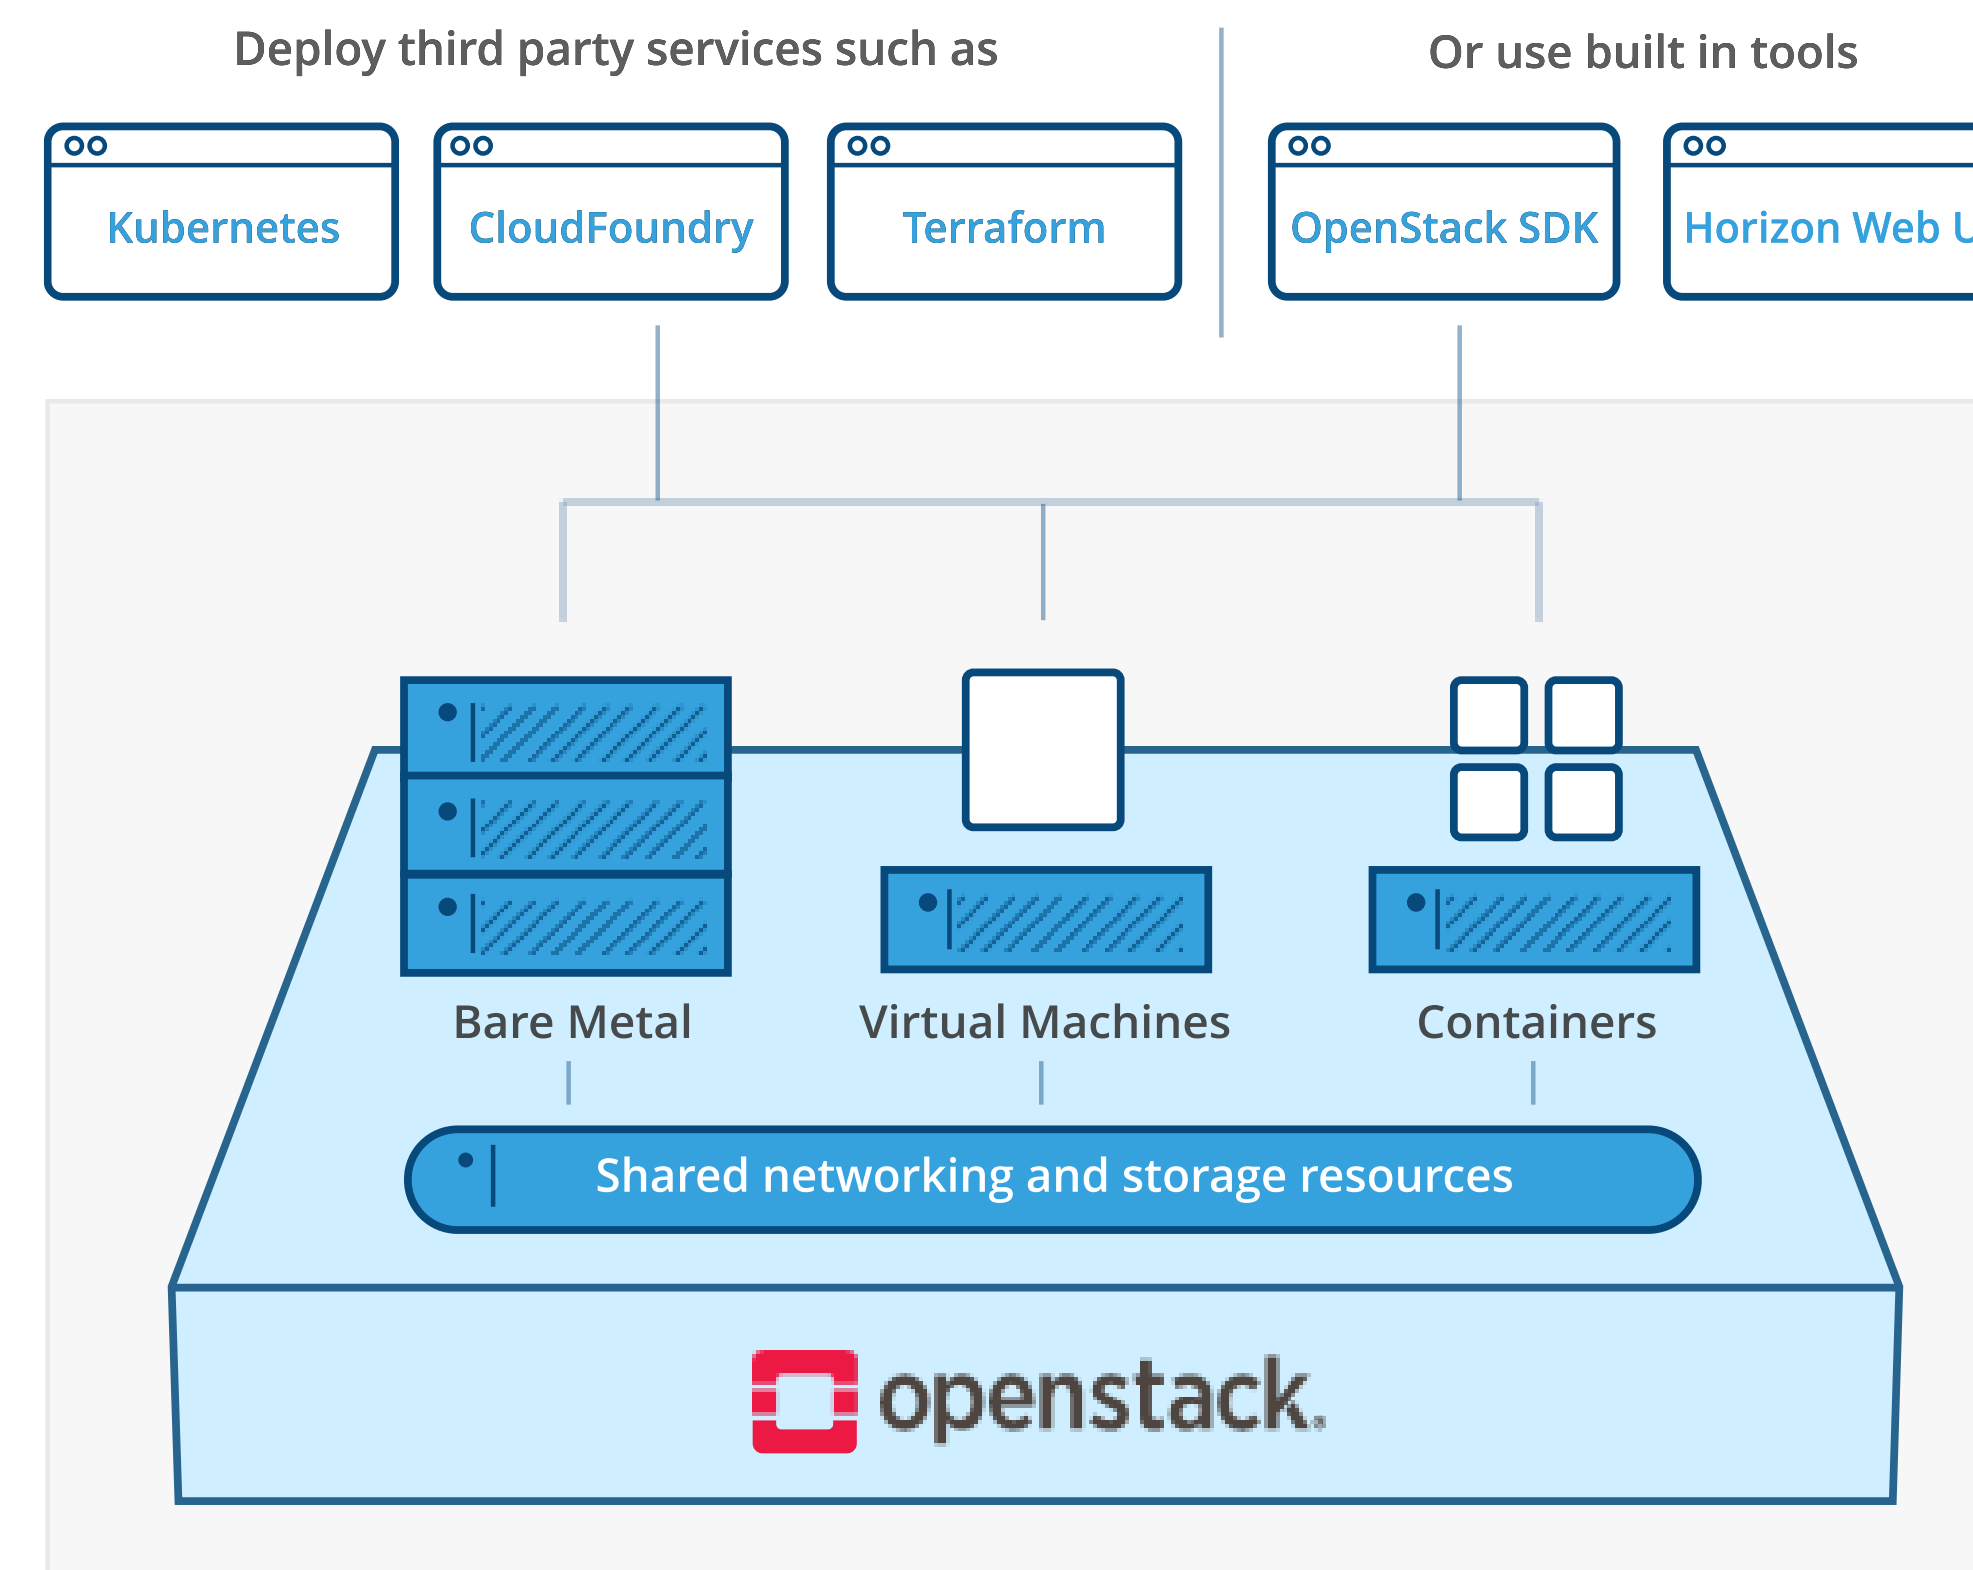 Deploy third party services such as
Or use built in tools
Kubernetes
CloudFoundry
Terraform
OpenStack SDK
Horizon Web U
Bare Metal
Virtual Machines
Containers
Shared networking and storage resources
openstack.